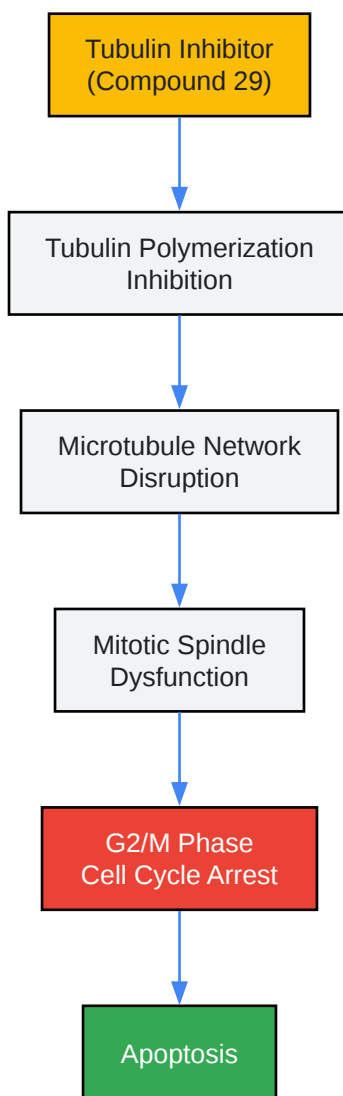 Tubulin Inhibitor
(Compound 29)
Tubulin Polymerization
Inhibition
Microtubule Network
Disruption
Mitotic Spindle
Dysfunction
G2/M Phase
Cell Cycle Arrest
Apoptosis